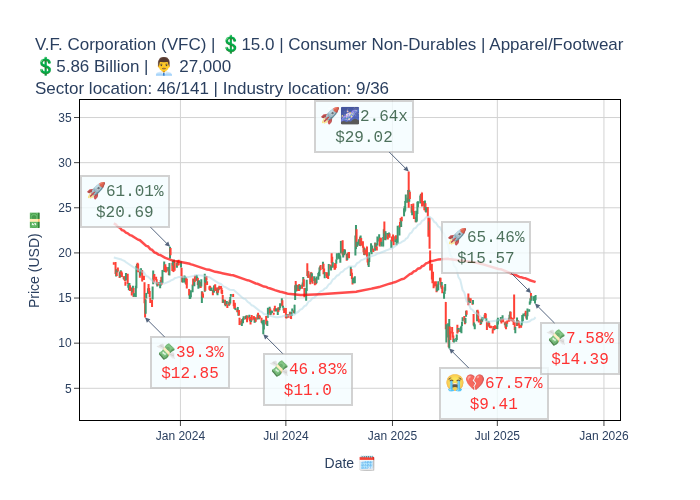 V.F. Corporation (VFC) | 💲15.0 | Consumer Non-Durables | Apparel/Footwear
💲5.86 Billion | 👨‍💼 27,000
Sector location: 46/141 | Industry location: 9/36
🚀🌌2.64x
$29.02
🚀61.01%
$20.69
🚀65.46%
$15.57
💸7.58%
$14.39
💸39.3%
$12.85
💸46.83%
$11.0
😭💔67.57%
$9.41
Price (USD) 💵
35
30
25
20
15
10
5
Jan 2024
Jul 2024
Jan 2025
Jul 2025
Jan 2026
Date 🗓️